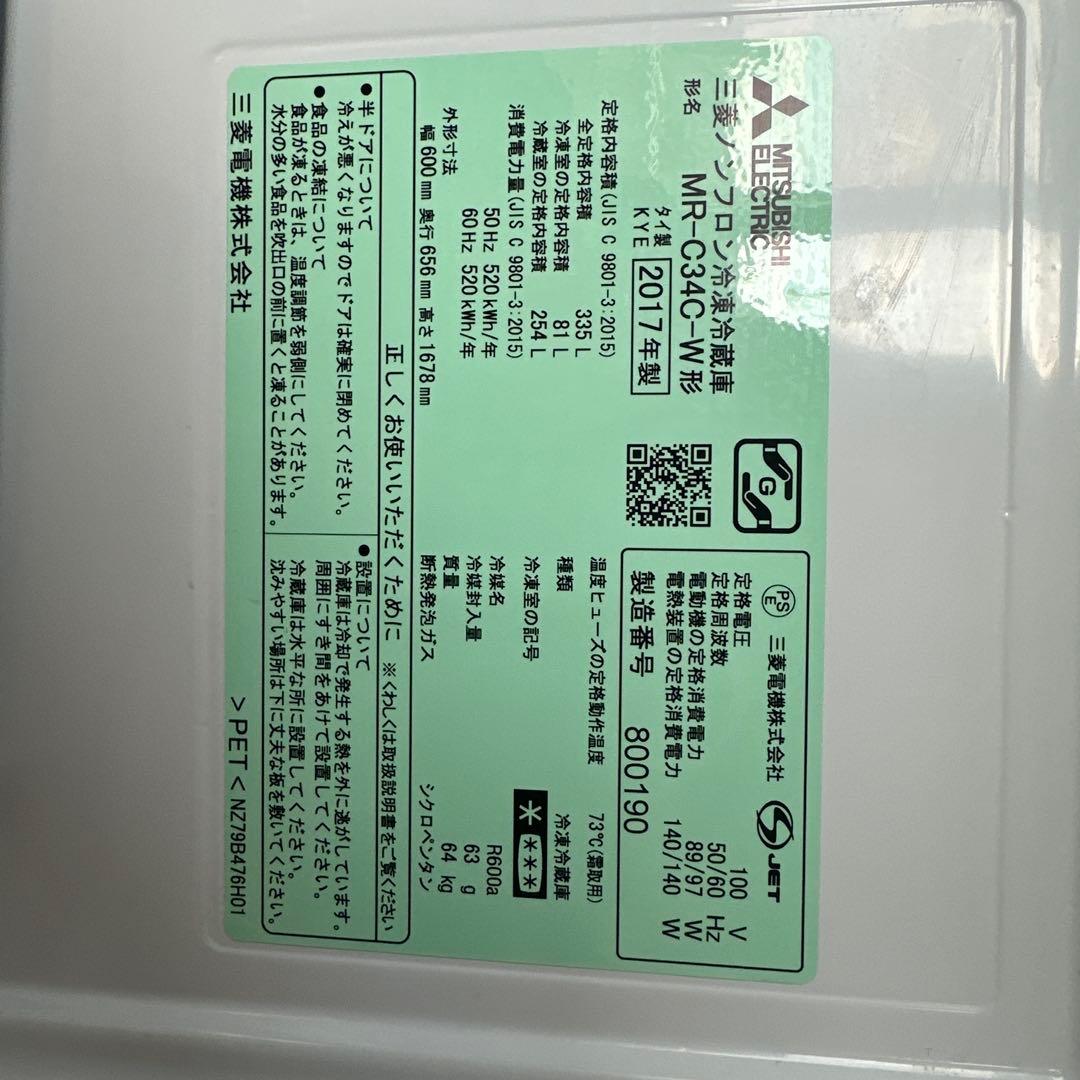 MITSUBISHI
ELECTRIC
三菱ノンフロン冷凍冷蔵庫
形名 MR-C34C-W形
タイ製
KYE
2017年製
定格内容積(JIS C 9801-3:2015)
全定格内容積 335 L
冷凍室の定格内容積 81 L
冷蔵室の定格内容積 254 L
消費電力量(JIS C 9801-3:2015)
50Hz 520 kWh/年
60Hz 520 kWh/年
外形寸法
幅 600mm 奥行 656mm 高さ1678mm
G
PS
E
三菱電機株式会社
JET
定格電圧 100 V
定格周波数 50/60 Hz
電動機の定格消費電力 89/97 W
電熱装置の定格消費電力 140/140 W
製造番号 800190
温度ヒューズの定格動作温度 73℃(霜取用)
種類 冷凍冷蔵庫
冷凍室の記号 ****
冷媒名 R600a
冷媒封入量 63 g
質量 64 kg
断熱発泡ガス シクロペンタン
正しくお使いいただくために ※くわしくは取扱説明書をご覧ください
●半ドアについて
冷えが悪くなりますのでドアは確実に閉めてください。
●食品の凍結について
食品が凍るときは、温度調節を弱側にしてください。
水分の多い食品を吹出口の前に置くと凍ることがあります。
●設置について
冷蔵庫は冷却で発生する熱を外に逃がしています。
周囲にすき間をあけて設置してください。
冷蔵庫は水平な所に設置してください。
沈みやすい場所は下に丈夫な板を敷いてください。
三菱電機株式会社
>PET< NZ79B476H01